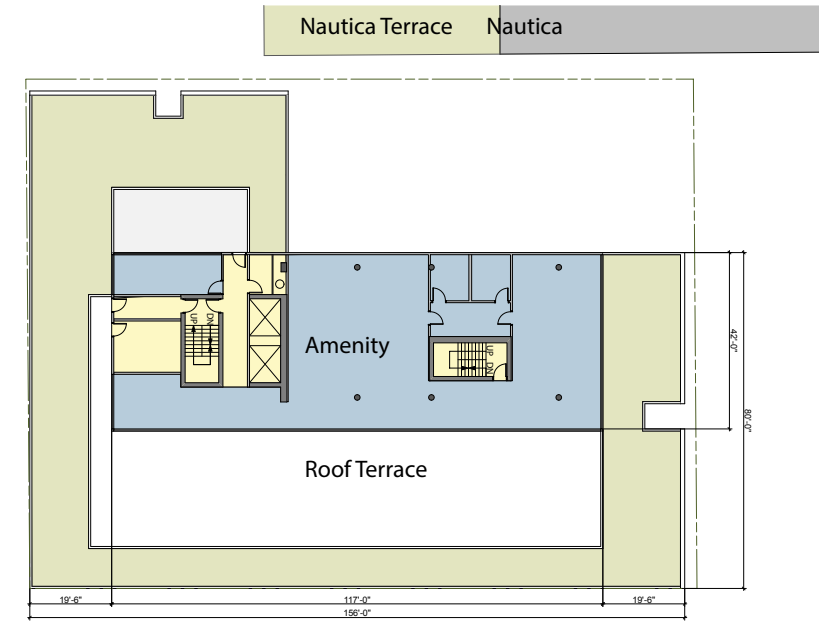 Nautica Terrace Nautica
UP
DN
Amenity
UP
DN
42'-0"
80'-0"
Roof Terrace
19'-6"
117'-0"
19'-6"
156'-0"